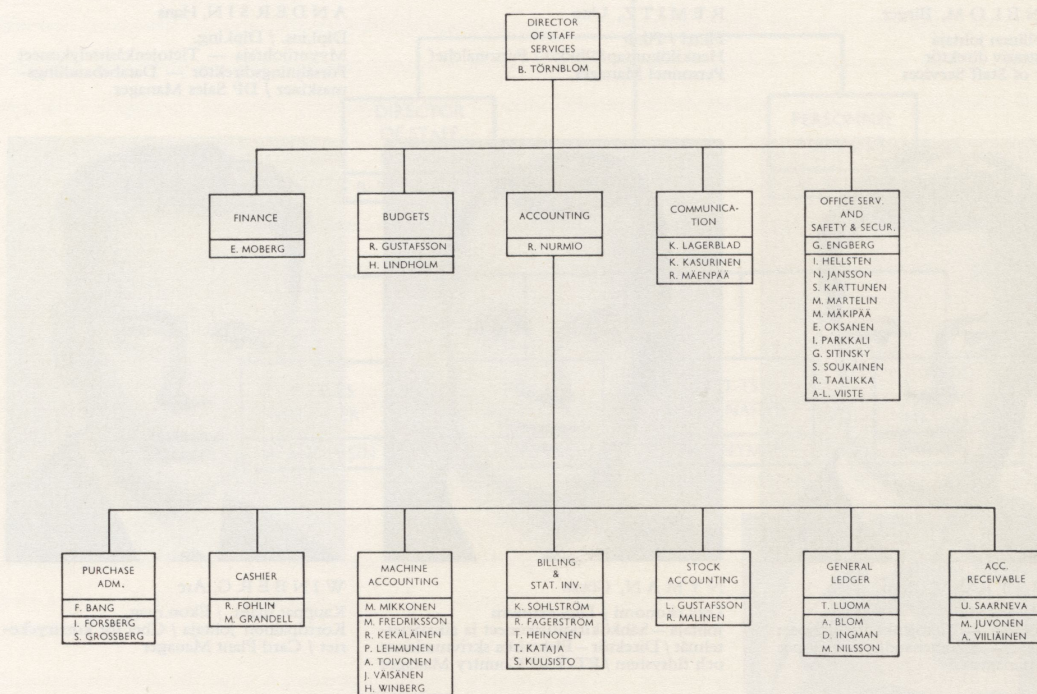 DIRECTOR
OF STAFF
SERVICES
B. TÖRNBLOM
FINANCE
E. MOBERG
BUDGETS
R. GUSTAFSSON
H. LINDHOLM
ACCOUNTING
R. NURMIO
COMMUNICA-
TION
K. LAGERBLAD
K. KASURINEN
R. MÄENPÄÄ
OFFICE SERV.
AND
SAFETY & SECUR.
G. ENGBERG
I. HELLSTEN
N. JANSSON
S. KARTTUNEN
M. MARTELIN
M. MÄKIPÄÄ
E. OKSANEN
I. PARKKALI
G. SITINSKY
S. SOUKAINEN
R. TAALIKKA
A-L. VIISTE
PURCHASE
ADM.
F. BANG
I. FORSBERG
S. GROSSBERG
CASHIER
R. FOHLIN
M. GRANDELL
MACHINE
ACCOUNTING
M. MIKKONEN
M. FREDRIKSSON
R. KEKÄLÄINEN
P. LEHMUNEN
A. TOIVONEN
J. VÄISÄNEN
H. WINBERG
BILLING
&
STAT. INV.
K. SOHLSTRÖM
R. FAGERSTRÖM
T. HEINONEN
T. KATAJA
S. KUUSISTO
STOCK
ACCOUNTING
L. GUSTAFSSON
R. MALINEN
GENERAL
LEDGER
T. LUOMA
A. BLOM
D. INGMAN
M. NILSSON
ACC.
RECEIVABLE
U. SAARNEVA
M. JUVONEN
A. VIILIÄINEN